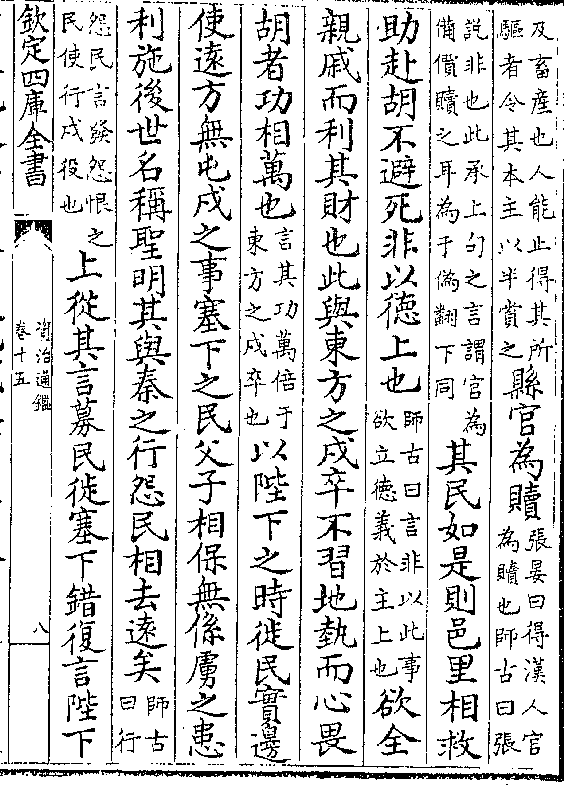 及畜產也人能止得其所
驅者令其本主以半賞之
縣官為贖
張晏曰得漢人官
為贖也師古曰張
說非也此承上句之言謂官為
備價贖之耳為于偽翻下同
其民如是則邑里相救
助赴胡不避死非以德上也
師古曰言非以此事
欲立德義於主上也
欲全
親戚而利其財也此與東方之戍卒不習地埶而心畏
胡者功相萬也
言其功萬倍于
東方之戍卒也
以陛下之時徙民實邊
使遠方無屯戍之事塞下之民父子相保無係虜之患
利施後世名稱聖明其與秦之行怨民相去遠矣
師古
曰行
怨民言發怨恨之
民使行戍役也
上從其言募民徙塞下錯復言陛下
欽定四庫全書
資治通鑑
卷十五
八